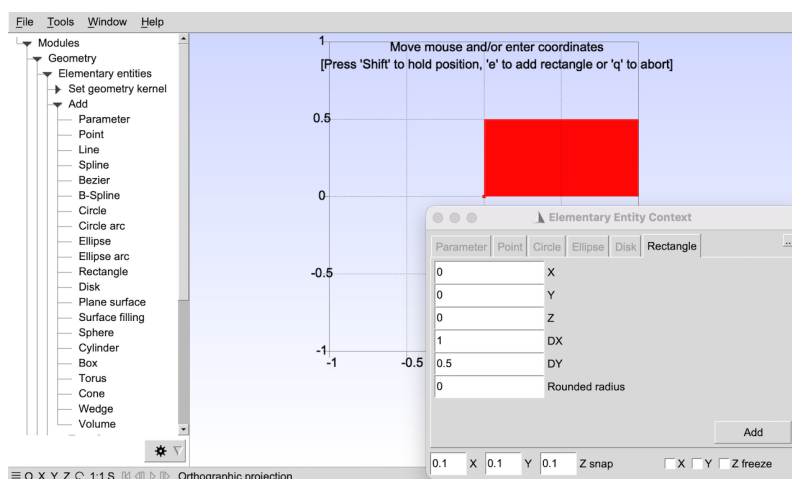 File Tools Window Help
Modules
Geometry
Elementary entities
Set geometry kernel
Add
Parameter
Point
Line
Spline
Bezier
B-Spline
Circle
Circle arc
Ellipse
Ellipse arc
Rectangle
Disk
Plane surface
Surface filling
Sphere
Cylinder
Box
Torus
Cone
Wedge
Volume
1
Move mouse and/or enter coordinates
[Press 'Shift' to hold position, 'e' to add rectangle or 'q' to abort]
0.5
0
-0.5
-1
-1 -0.5
Elementary Entity Context
Parameter Point Circle Ellipse Disk Rectangle ..
0 X
0 Y
0 Z
1 DX
0.5 DY
0 Rounded radius
Add
0.1 X 0.1 Y 0.1 Z snap X Y Z freeze
O X Y Z 1:1 S Orthographic projection